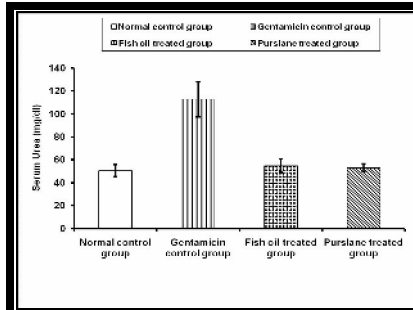 Normal control group Gentamicin control group
Fish oil treated group Purslane treated group
Serum Urea (mg/dl)
140
120
100
80
60
40
20
0
Normal control group
Gentamicin control group
Fish oil treated group
Purslane treated group